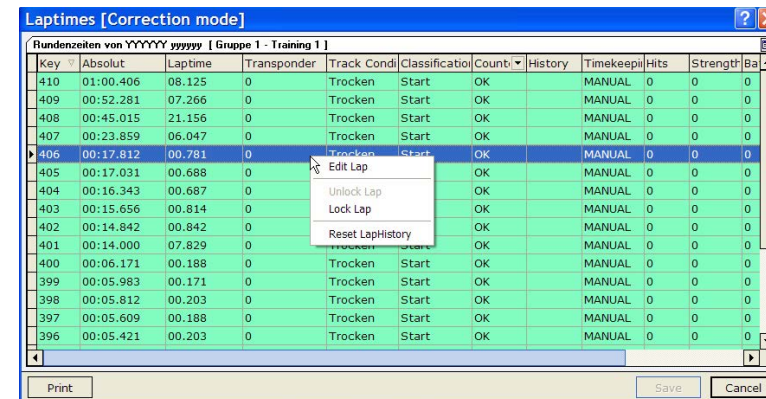 Laptimes [Correction mode]
Rundenzeiten von YYYYYY yyyyyy [ Gruppe 1 - Training 1 ]
Key Absolut Laptime Transponder Track Condi Classificatio Count History Timekeepi Hits Strength Ba
410 01:00.406 08.125 0 Trocken Start OK MANUAL 0 0 0
409 00:52.281 07.266 0 Trocken Start OK MANUAL 0 0 0
408 00:45.015 21.156 0 Trocken Start OK MANUAL 0 0 0
407 00:23.859 06.047 0 Trocken Start OK MANUAL 0 0 0
406 00:17.812 00.781 0 Trocken Start OK MANUAL 0 0 0
405 00:17.031 00.688 0 OK MANUAL 0 0 0
404 00:16.343 00.687 0 OK MANUAL 0 0 0
403 00:15.656 00.814 0 OK MANUAL 0 0 0
402 00:14.842 00.842 0 OK MANUAL 0 0 0
401 00:14.000 07.829 0 Trocken Start OK MANUAL 0 0 0
400 00:06.171 00.188 0 Trocken Start OK MANUAL 0 0 0
399 00:05.983 00.171 0 Trocken Start OK MANUAL 0 0 0
398 00:05.812 00.203 0 Trocken Start OK MANUAL 0 0 0
397 00:05.609 00.188 0 Trocken Start OK MANUAL 0 0 0
396 00:05.421 00.203 0 Trocken Start OK MANUAL 0 0 0
Edit Lap
Unlock Lap
Lock Lap
Reset LapHistory
Print Save Cancel